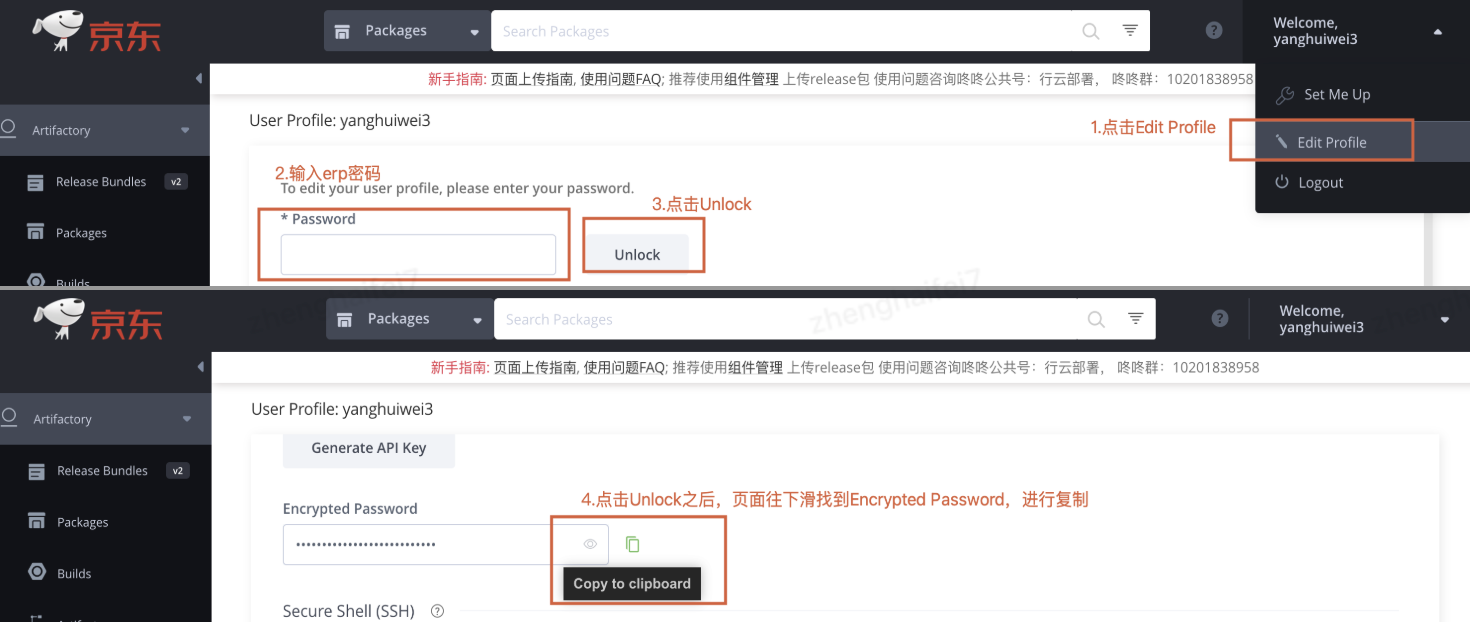 京东
Packages
Search Packages
Welcome,
yanghuiwei3
新手指南: 页面上传指南, 使用问题FAQ; 推荐使用组件管理 上传release包 使用问题咨询咚咚公共号：行云部署， 咚咚群：10201838958
Set Me Up
Artifactory
User Profile: yanghuiwei3
1.点击Edit Profile
Edit Profile
2.输入erp密码
To edit your user profile, please enter your password.
Release Bundles v2
Logout
3.点击Unlock
* Password
Packages
Unlock
Builds
zhenghaifei7
zhenghaifei7
京东
Packages
Search Packages
Welcome,
yanghuiwei3
新手指南: 页面上传指南, 使用问题FAQ; 推荐使用组件管理 上传release包 使用问题咨询咚咚公共号：行云部署， 咚咚群：10201838958
Artifactory
User Profile: yanghuiwei3
Generate API Key
Release Bundles v2
4.点击Unlock之后，页面往下滑找到Encrypted Password，进行复制
Encrypted Password
Packages
Builds
Copy to clipboard
Secure Shell (SSH)